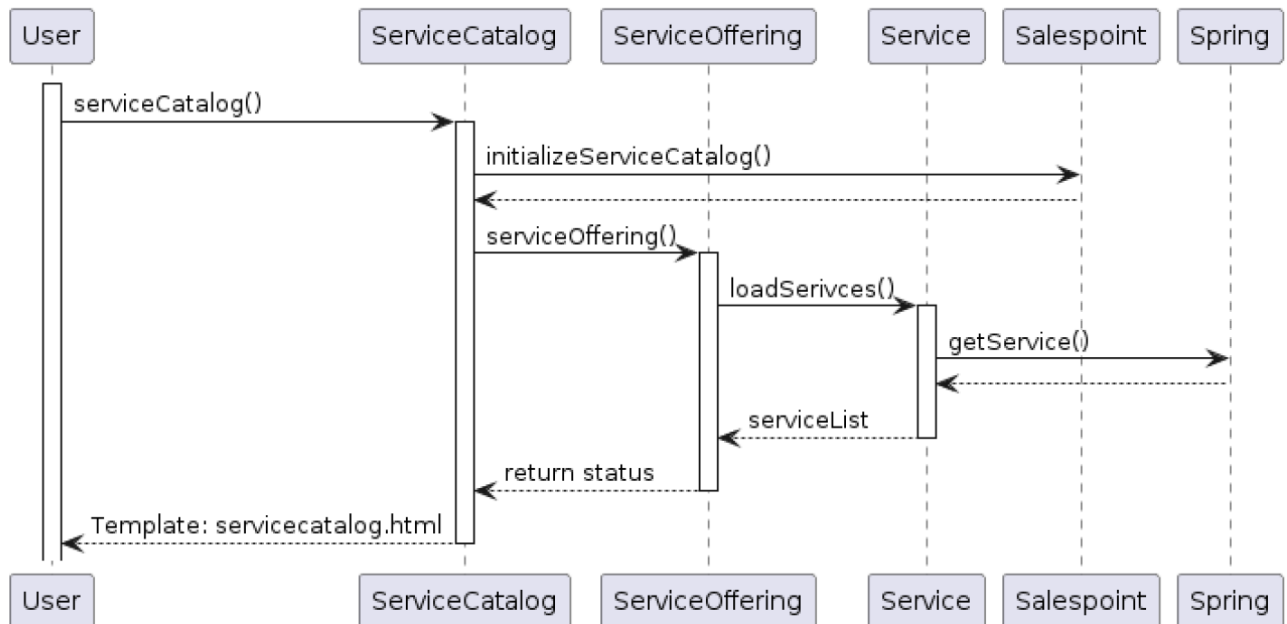 User
ServiceCatalog
ServiceOffering
Service
Salespoint
Spring
serviceCatalog()
initializeServiceCatalog()
serviceOffering()
loadSerivces()
getService()
serviceList
return status
Template: servicecatalog.html
User
ServiceCatalog
ServiceOffering
Service
Salespoint
Spring